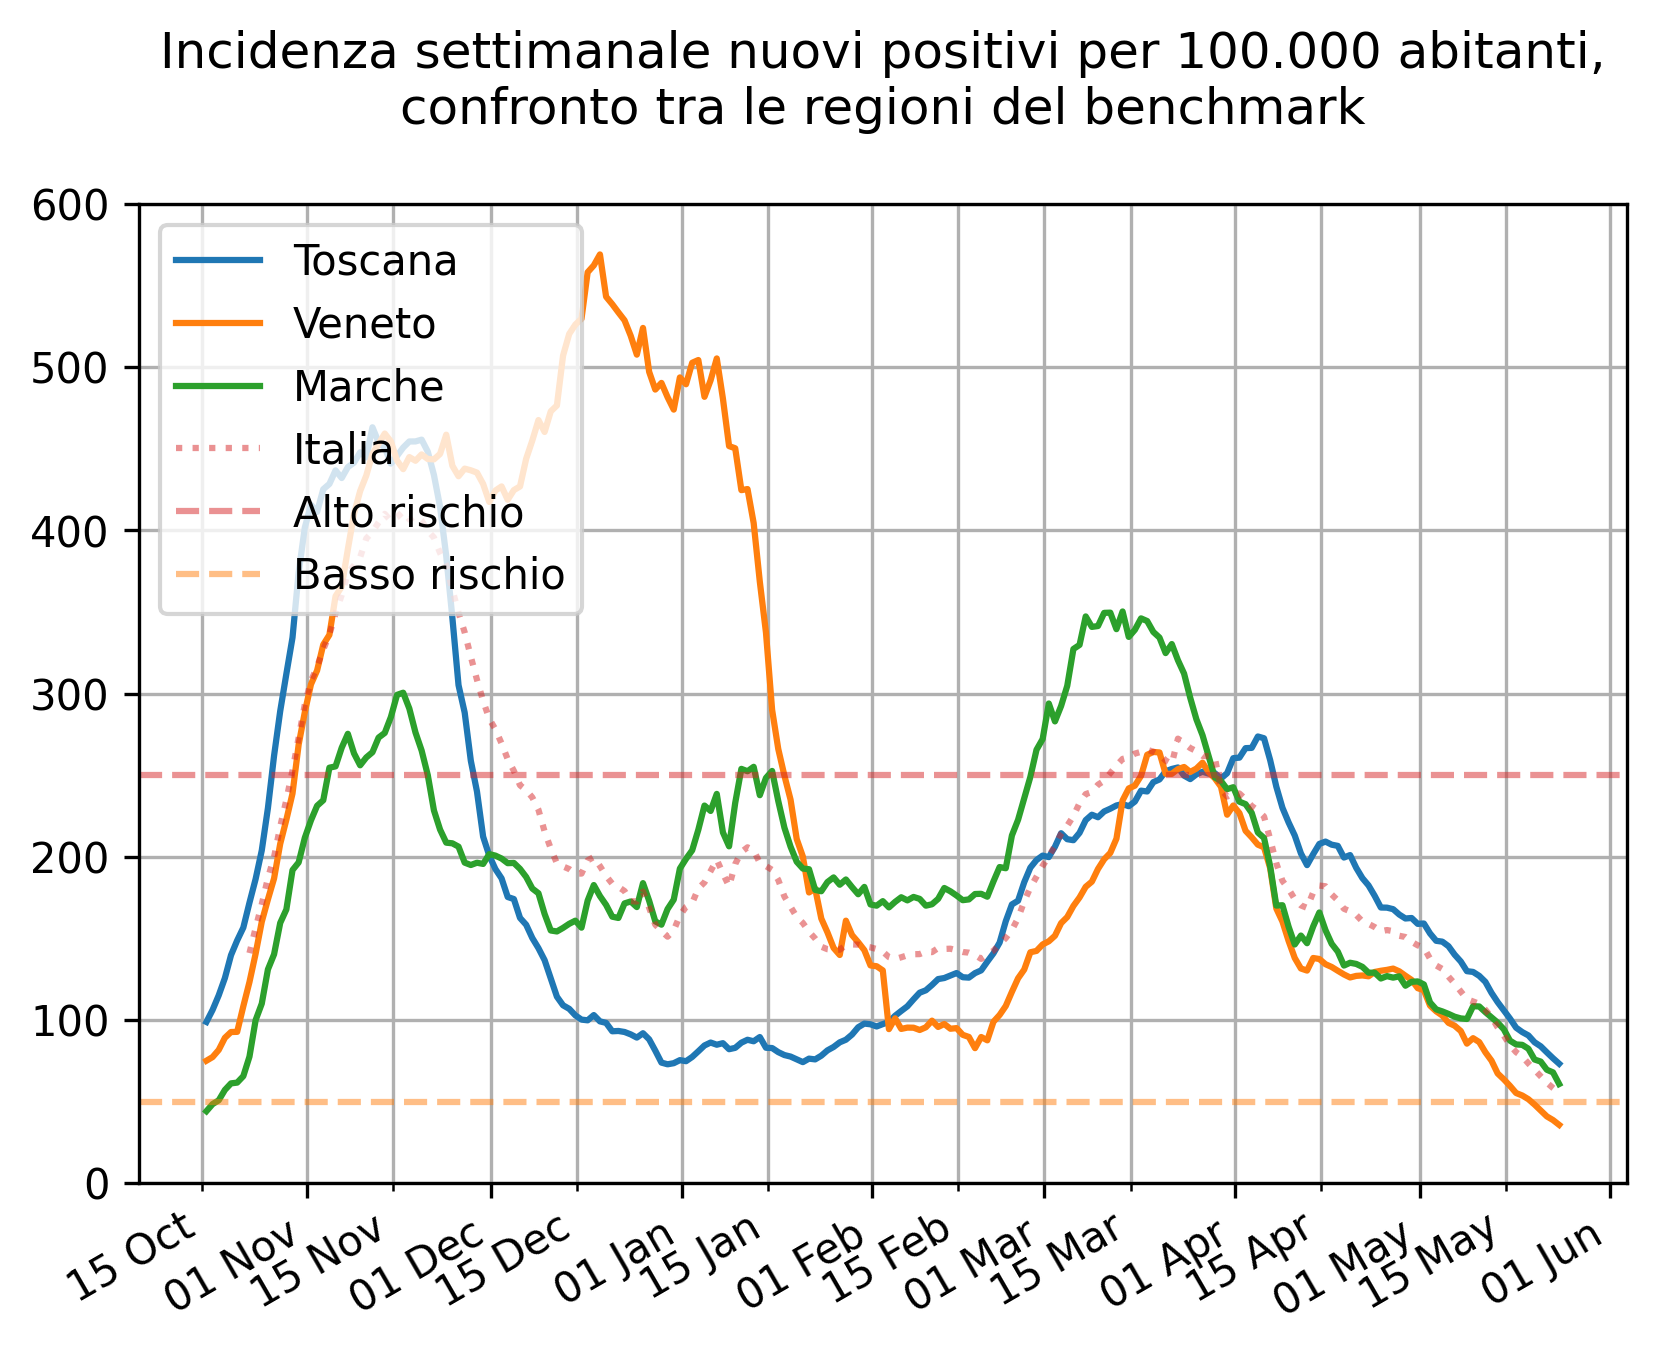 Incidenza settimanale nuovi positivi per 100.000 abitanti,
confronto tra le regioni del benchmark
600
500
400
300
200
100
0
Toscana
Veneto
Marche
Italia
Alto rischio
Basso rischio
15 Oct
01 Nov
15 Nov
01 Dec
15 Dec
01 Jan
15 Jan
01 Feb
15 Feb
01 Mar
15 Mar
01 Apr
15 Apr
01 May
15 May
01 Jun